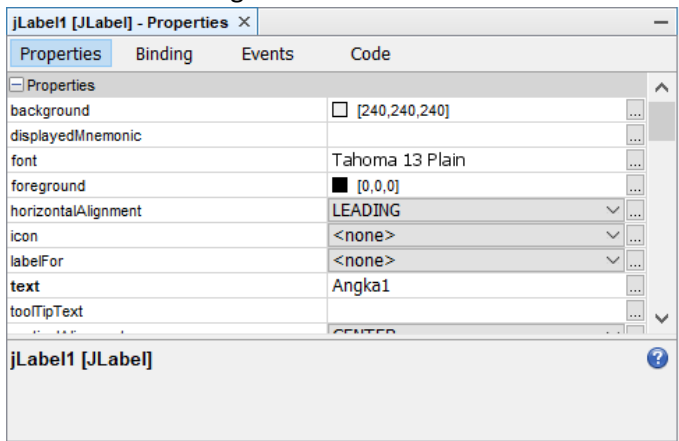 jLabel1 [JLabel] - Properties ×
Properties Binding Events Code
Properties
background [240,240,240] ...
displayedMnemonic ...
font Tahoma 13 Plain ...
foreground [0,0,0] ...
horizontalAlignment LEADING ...
icon <none> ...
labelFor <none> ...
text Angka1 ...
toolTipText ...
CENTER
jLabel1 [JLabel]